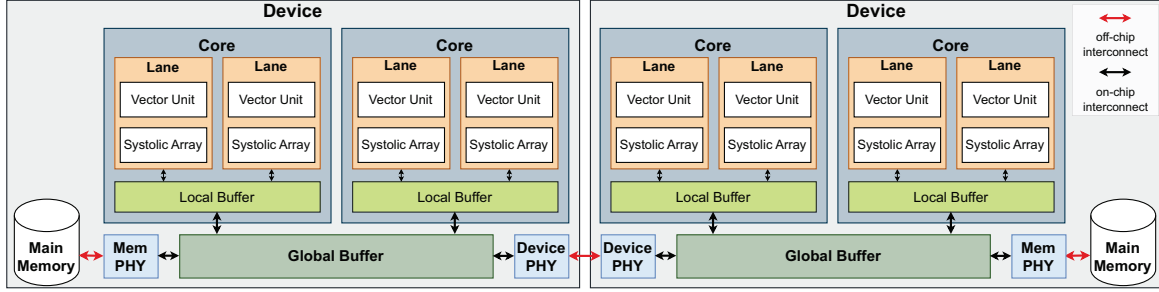 Device
Device
Core
Core
Core
Core
Lane
Lane
Lane
Lane
Lane
Lane
Lane
Lane
Vector Unit
Vector Unit
Vector Unit
Vector Unit
Vector Unit
Vector Unit
Vector Unit
Vector Unit
Systolic Array
Systolic Array
Systolic Array
Systolic Array
Systolic Array
Systolic Array
Systolic Array
Systolic Array
Local Buffer
Local Buffer
Local Buffer
Local Buffer
Main
Memory
Mem
PHY
Global Buffer
Device
PHY
Device
PHY
Global Buffer
Mem
PHY
Main
Memory
off-chip
interconnect
on-chip
interconnect